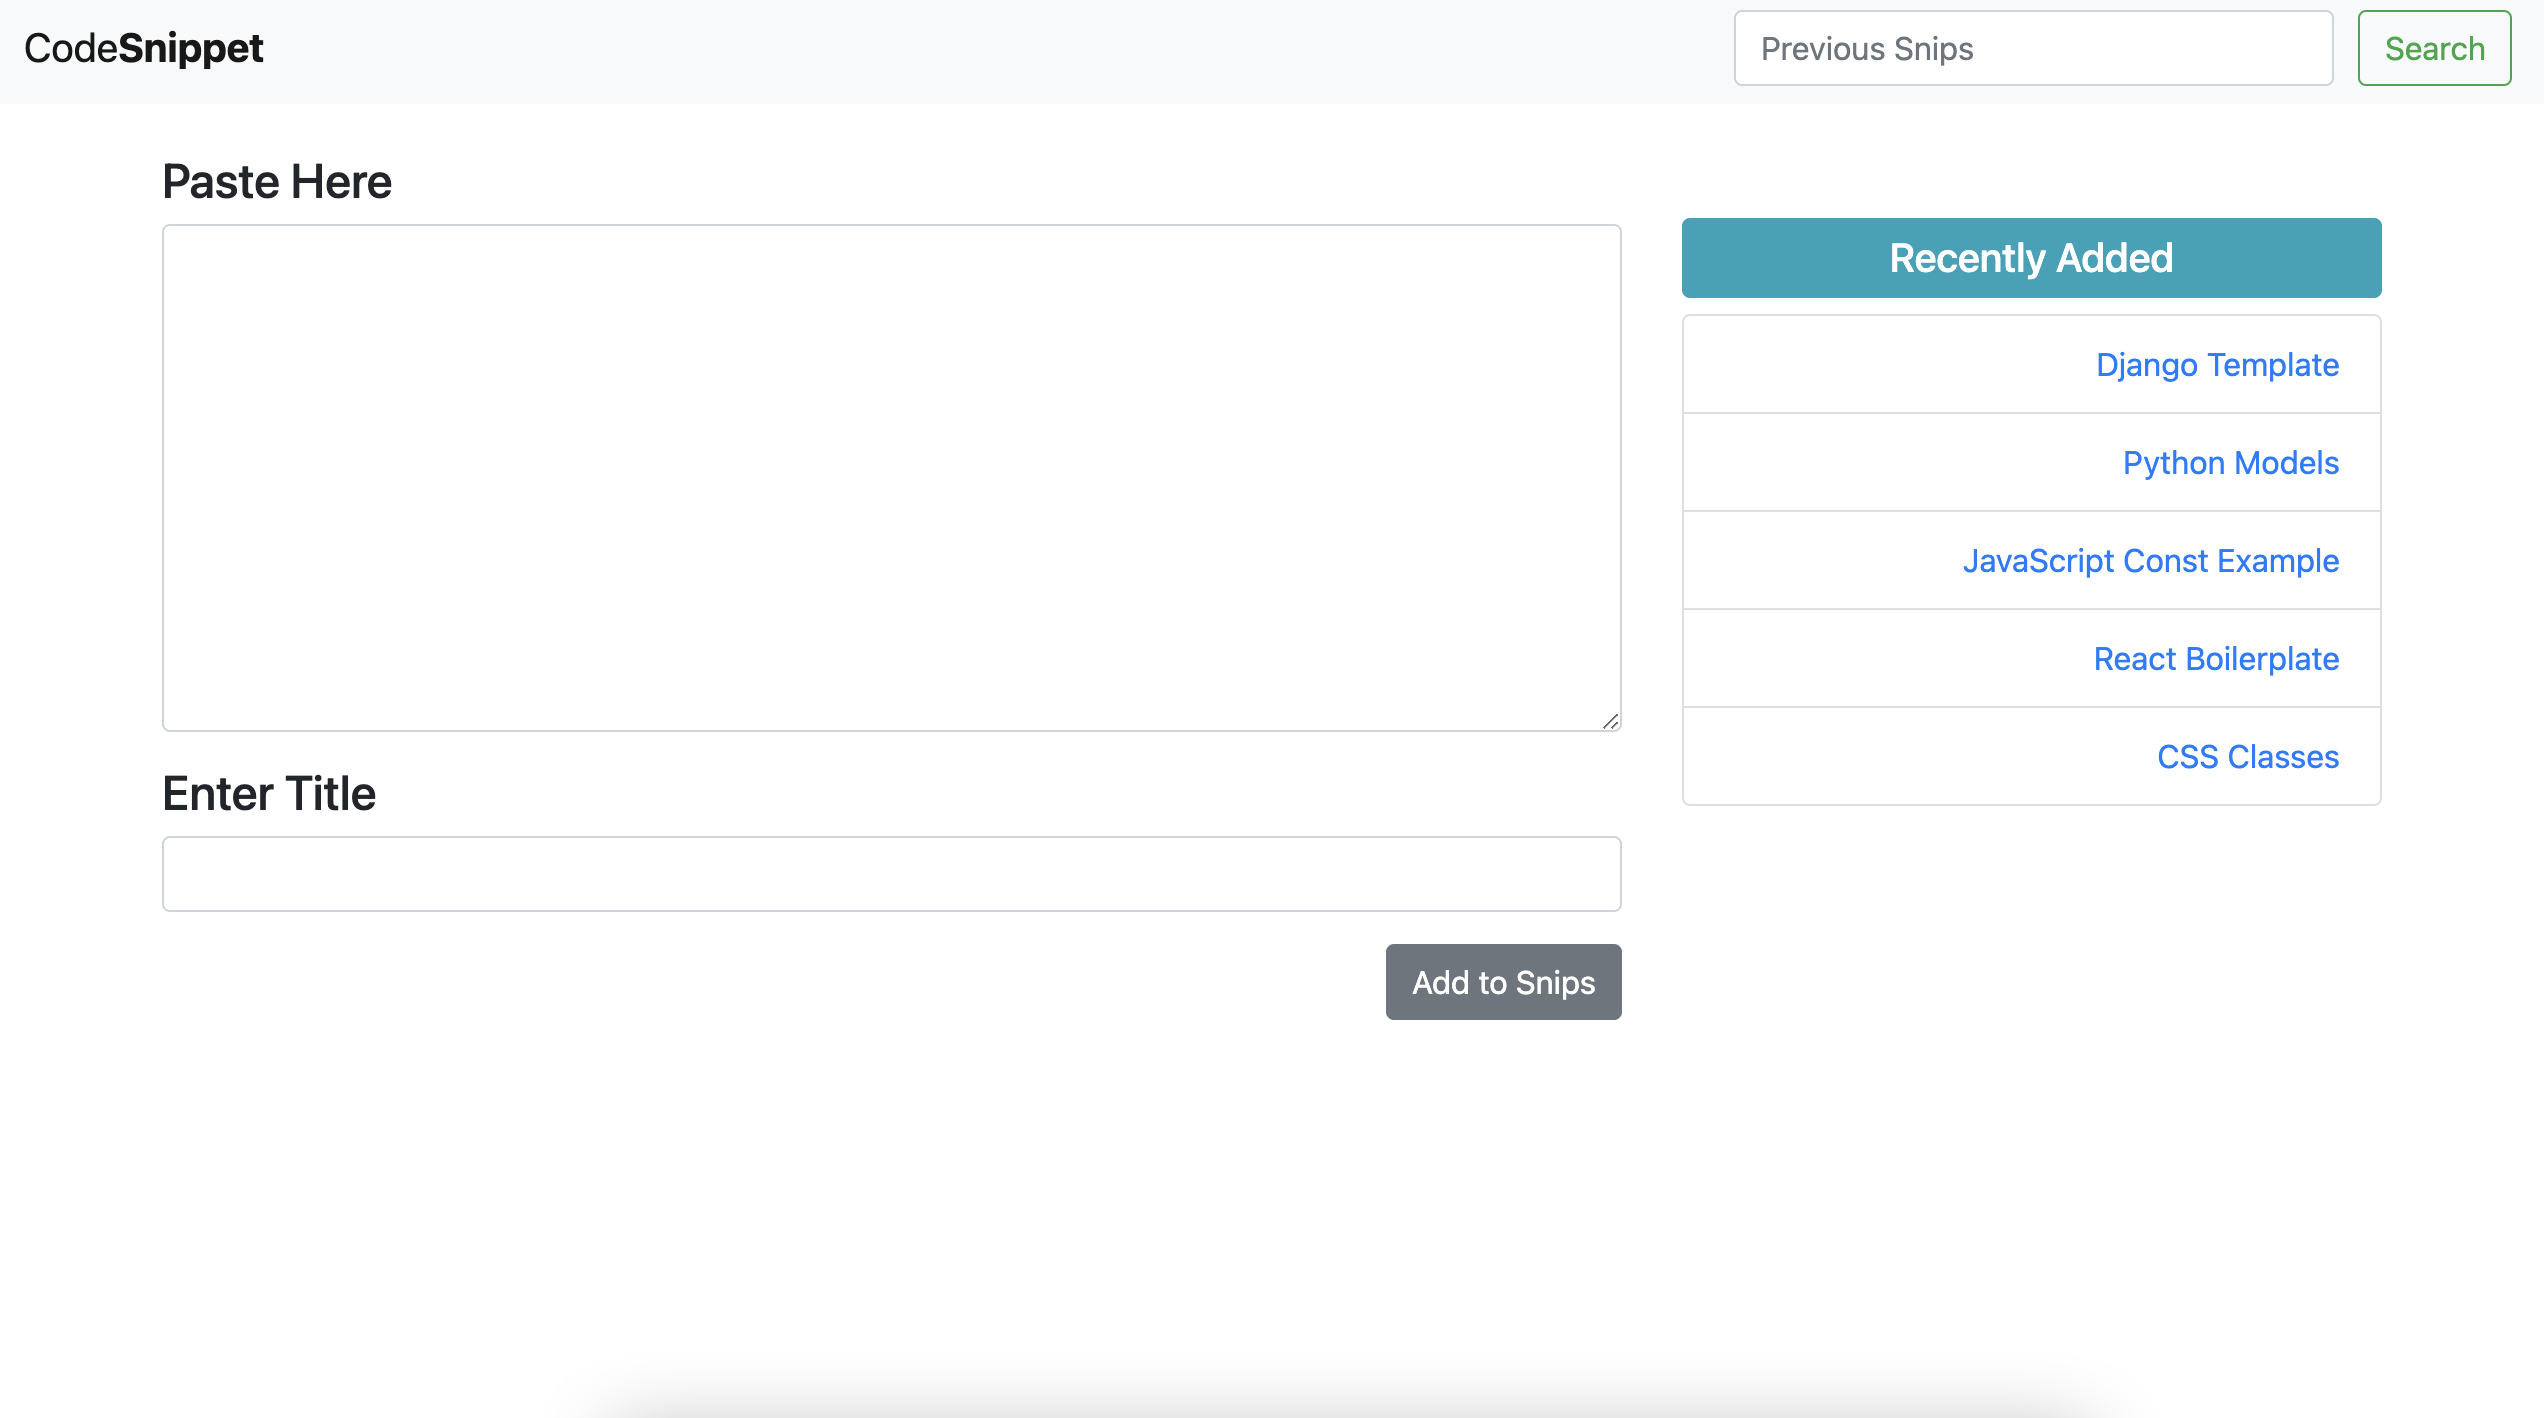 CodeSnippet
Previous Snips
Search
Paste Here
Enter Title
Add to Snips
Recently Added
Django Template
Python Models
JavaScript Const Example
React Boilerplate
CSS Classes